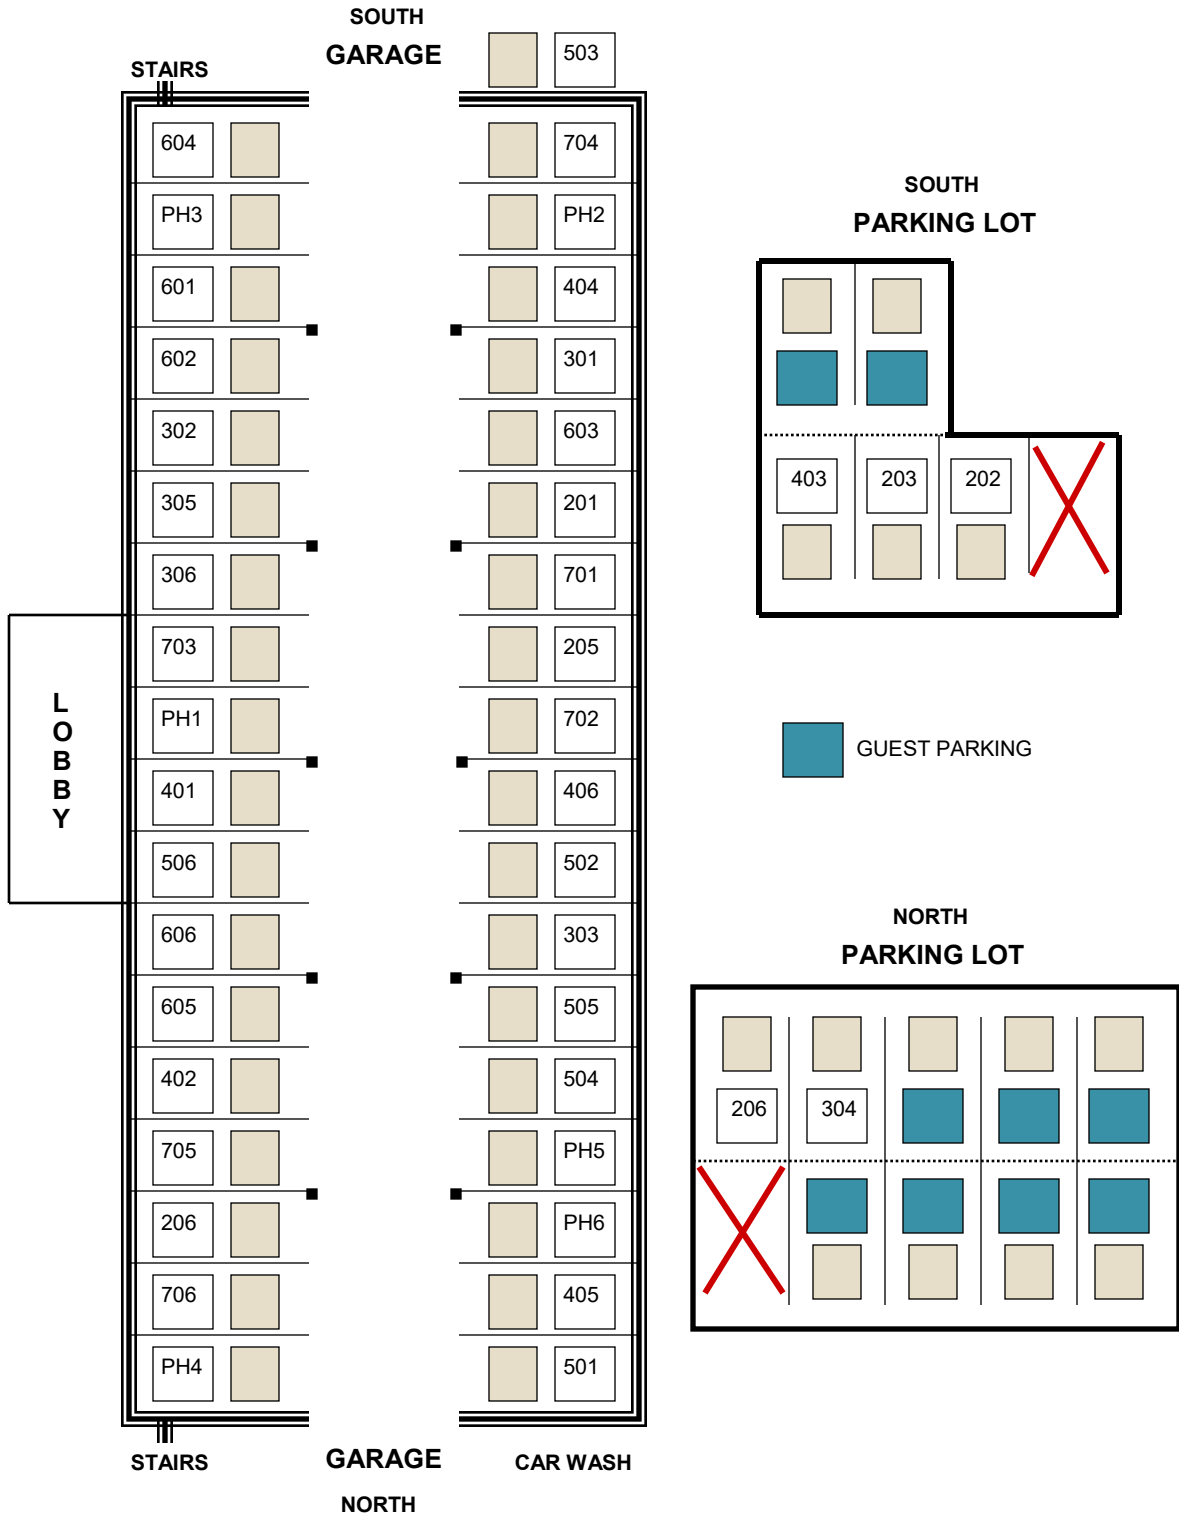 SOUTH
GARAGE
STAIRS
503
604
704
PH3
PH2
601
404
602
301
302
603
305
201
306
701
703
205
PH1
702
401
406
506
502
606
303
605
505
402
504
705
PH5
206
PH6
706
405
PH4
501
LOBBY
STAIRS
GARAGE
CAR WASH
NORTH
SOUTH
PARKING LOT
403
203
202
GUEST PARKING
NORTH
PARKING LOT
206
304